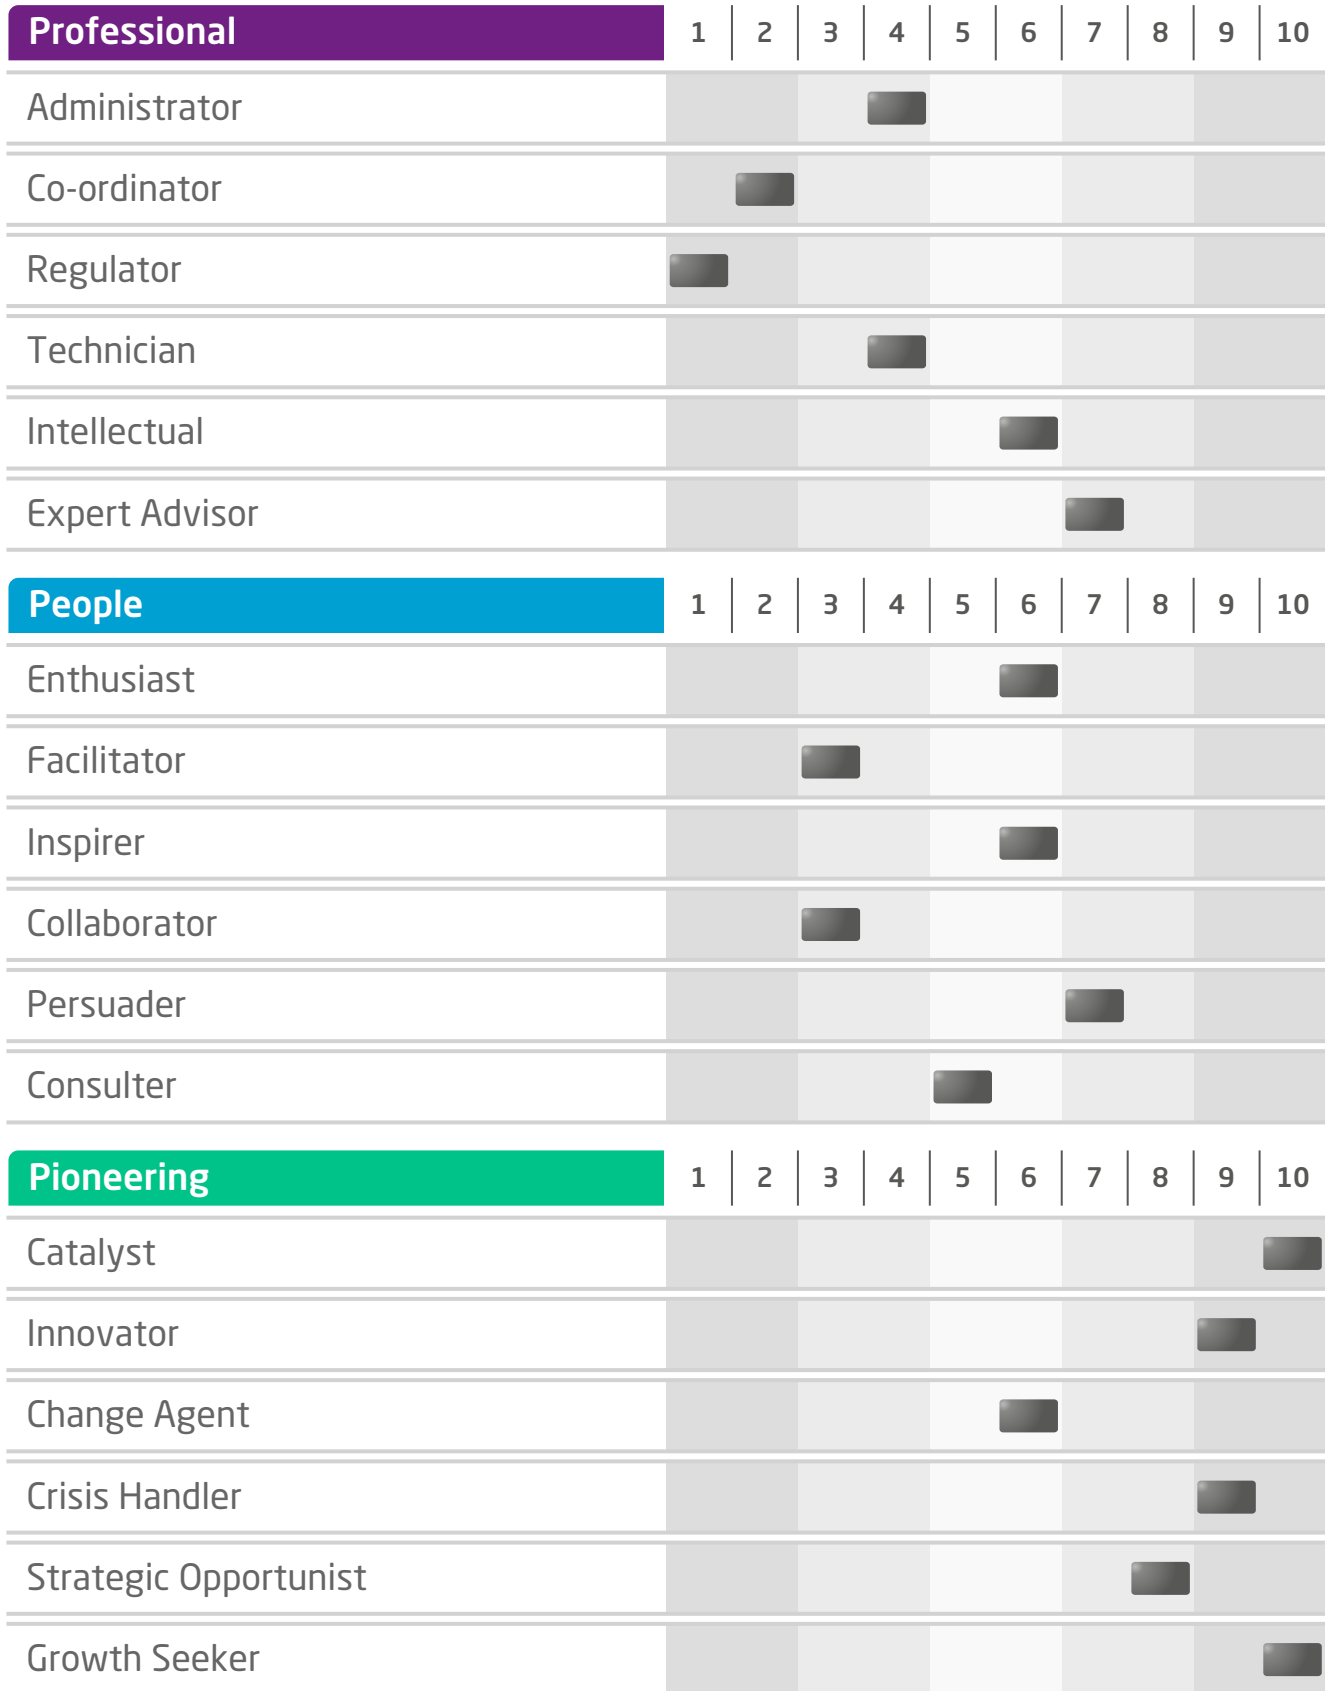 Professional 1 2 3 4 5 6 7 8 9 10
Administrator
Co-ordinator
Regulator
Technician
Intellectual
Expert Advisor
People 1 2 3 4 5 6 7 8 9 10
Enthusiast
Facilitator
Inspirer
Collaborator
Persuader
Consulter
Pioneering 1 2 3 4 5 6 7 8 9 10
Catalyst
Innovator
Change Agent
Crisis Handler
Strategic Opportunist
Growth Seeker